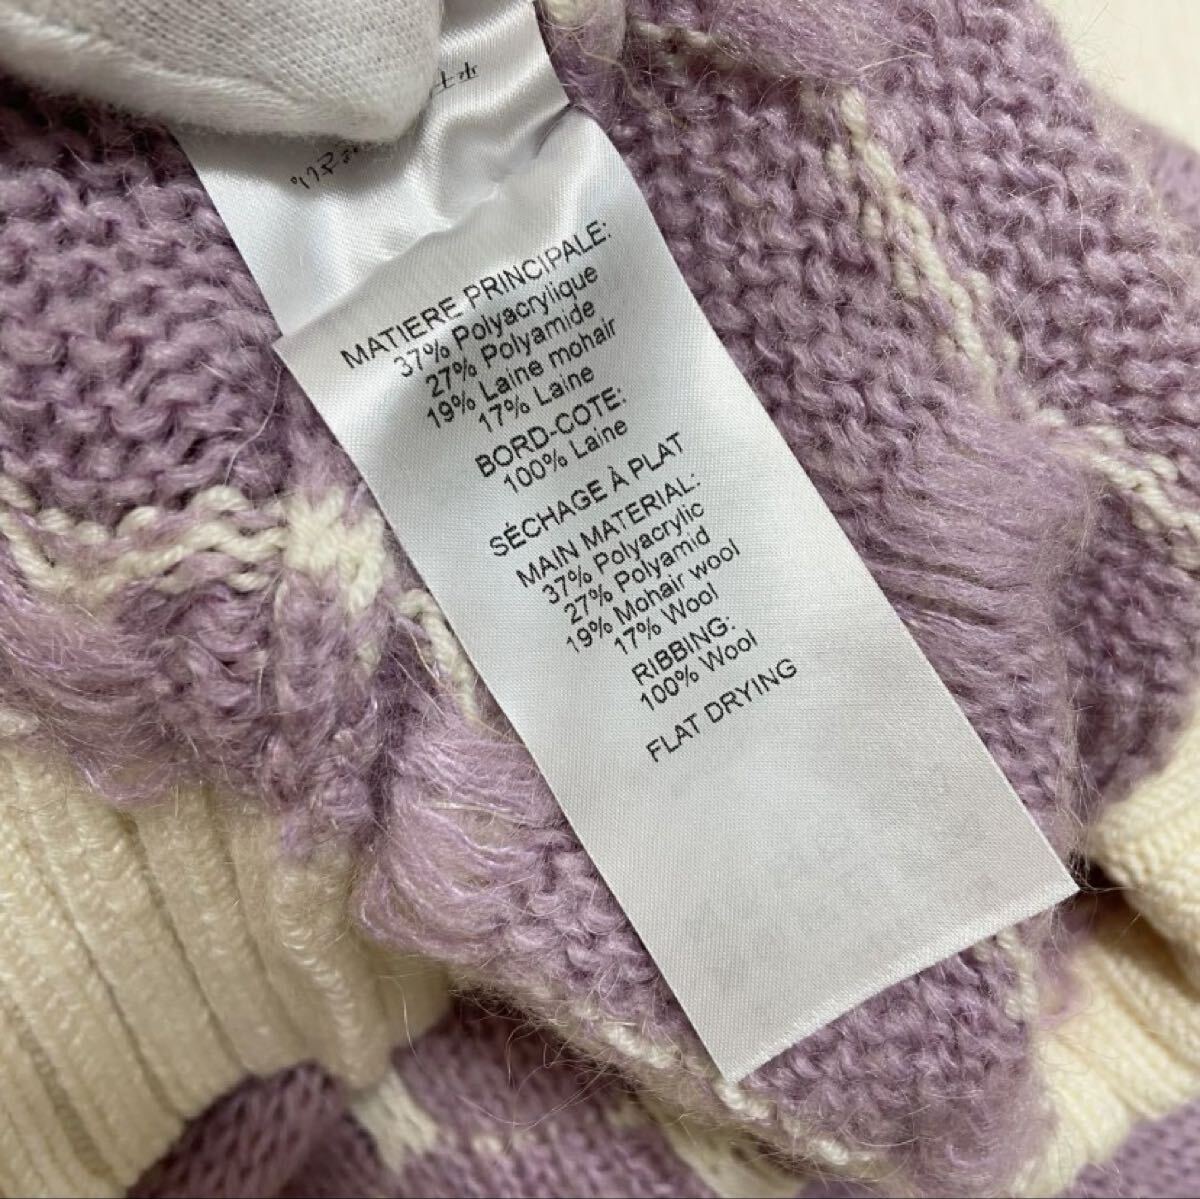 MATIERE PRINCIPALE:
37% Polyacrylique
27% Polyamide
19% Laine mohair
17% Laine
BORD-COTE:
100% Laine
SÉCHAGE À PLAT
MAIN MATERIAL:
37% Polyacrylic
27% Polyamid
19% Mohair wool
17% Wool
RIBBING:
100% Wool
FLAT DRYING